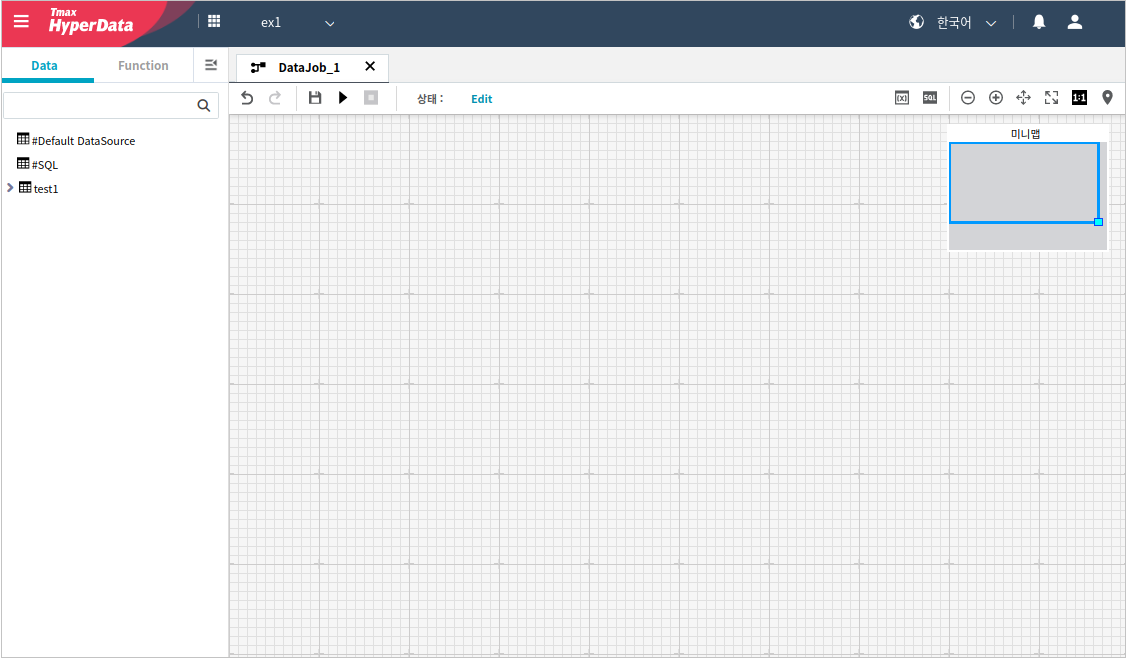 Tmax
HyperData
ex1
한국어
Data
Function
DataJob_1
상태 :
Edit
(X)
SQL
1:1
미니맵
#Default DataSource
#SQL
test1